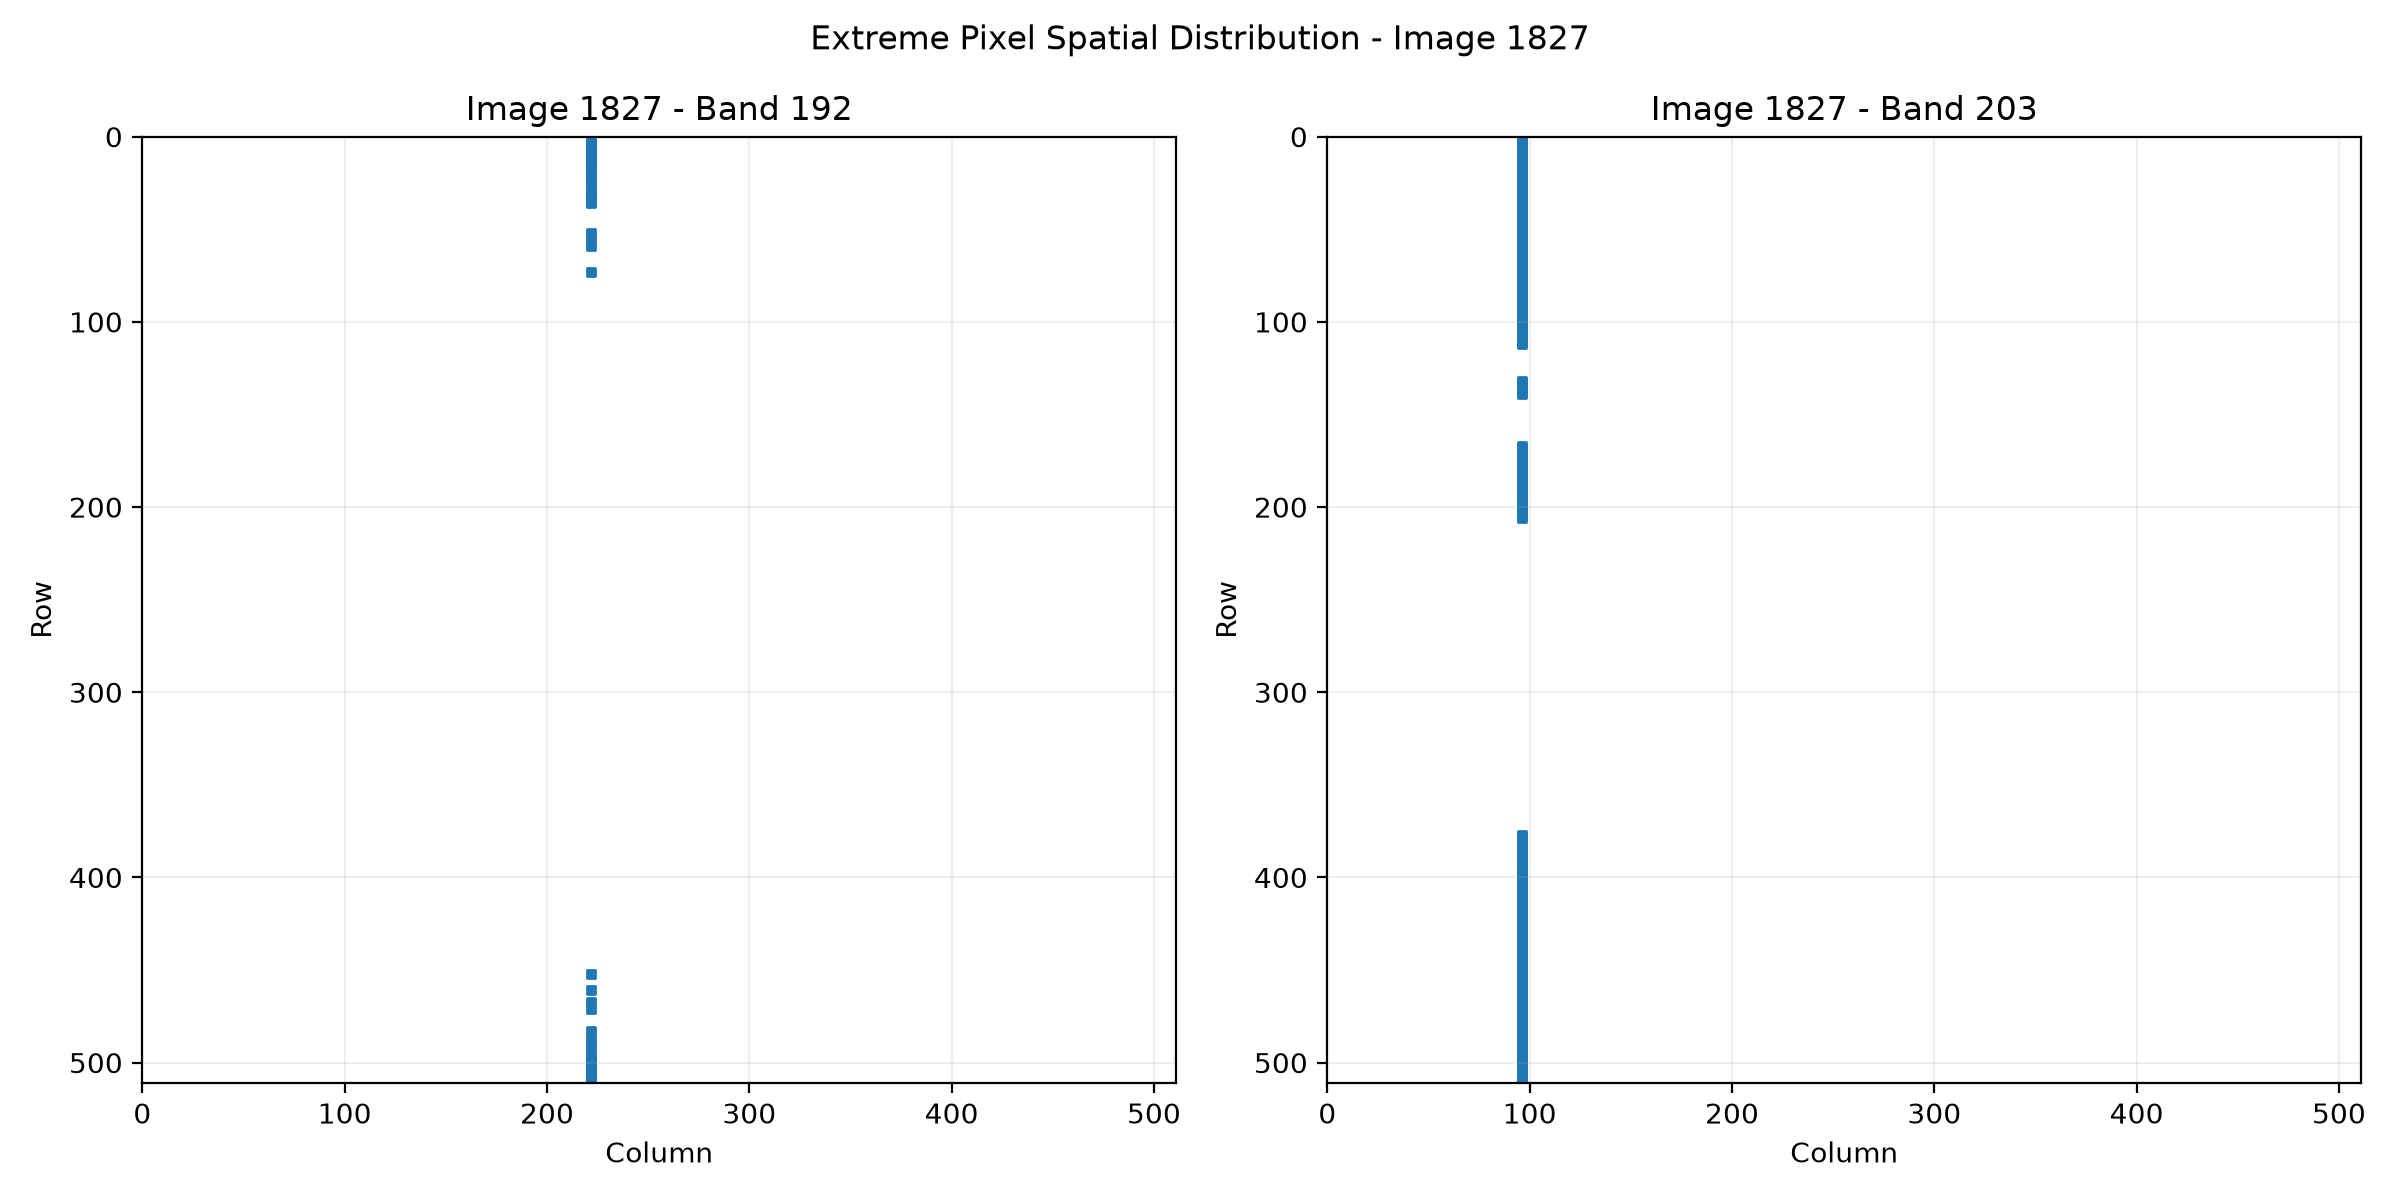 Extreme Pixel Spatial Distribution - Image 1827
Image 1827 - Band 192
0
100
200
300
400
500
Row
0 100 200 300 400 500
Column
Image 1827 - Band 203
0
100
200
300
400
500
Row
0 100 200 300 400 500
Column